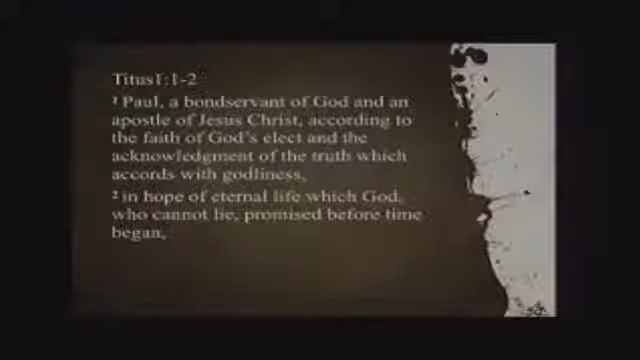 Titus1:1-2
1 Paul, a bondservant of God and an
apostle of Jesus Christ, according to
the faith of God's elect and the
acknowledgment of the truth which
accords with godliness,
2 in hope of eternal life which God,
who cannot lie, promised before time
began,